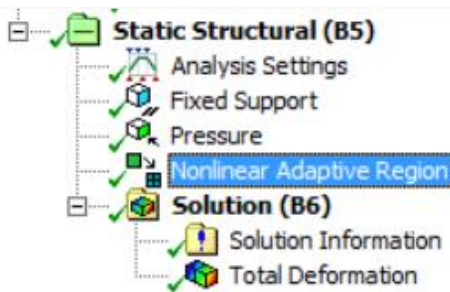 Static Structural (B5)
Analysis Settings
Fixed Support
Pressure
Nonlinear Adaptive Region
Solution (B6)
Solution Information
Total Deformation